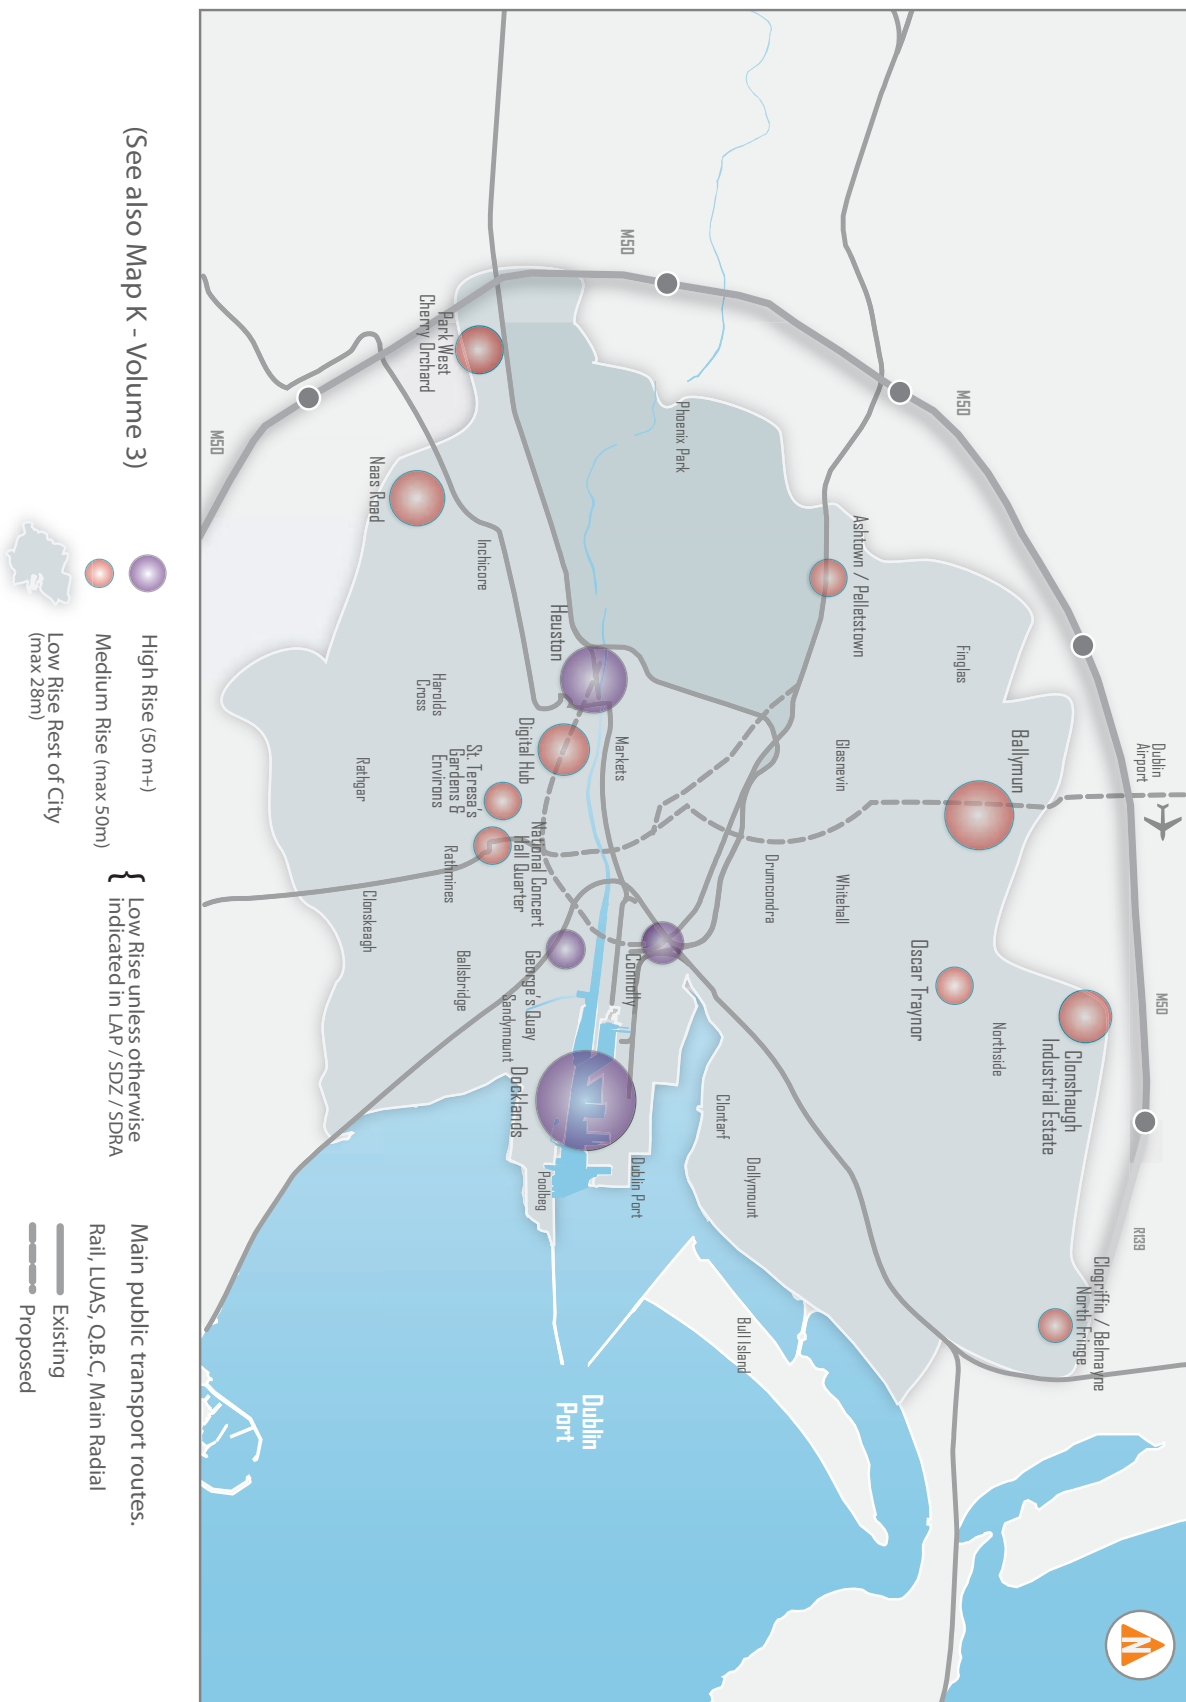 Dublin
Airport
M50
R139
Clonshaugh
Industrial Estate
Clogriffin / Belmayne
North Fringe
Ballymun
Northside
M50
Finglas
Oscar Traynor
Ashtown / Pelletstown
Glasnevin
Whitehall
Drumcondra
Dollymount
Bull Island
Clontarf
Phoenix Park
M50
Markets
Connolly
Dublin Port
Dublin
Port
Heuston
Poolbeg
Digital Hub
National Concert
Hall Quarter
George's Quay
Docklands
Sandymount
Inchicore
St. Teresa's
Gardens &
Environs
Rathmines
Ballsbridge
Park West
Cherry Orchard
Harolds
Cross
Naas Road
Rathgar
Clonskeagh
M50
N
(See also Map K - Volume 3)
High Rise (50 m+)
Medium Rise (max 50m)
Low Rise Rest of City
(max 28m)
{ Low Rise unless otherwise
indicated in LAP / SDZ / SDRA
Main public transport routes.
Rail, LUAS, Q.B.C, Main Radial
Existing
Proposed